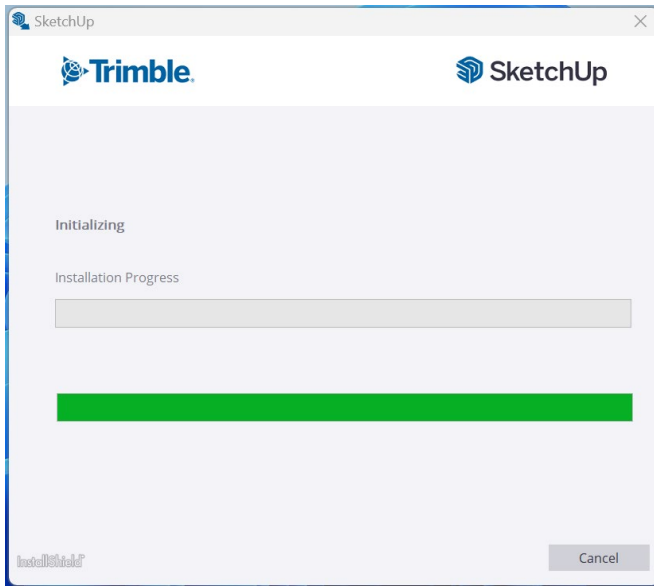 SketchUp
Trimble.
SketchUp
Initializing
Installation Progress
InstallShield
Cancel